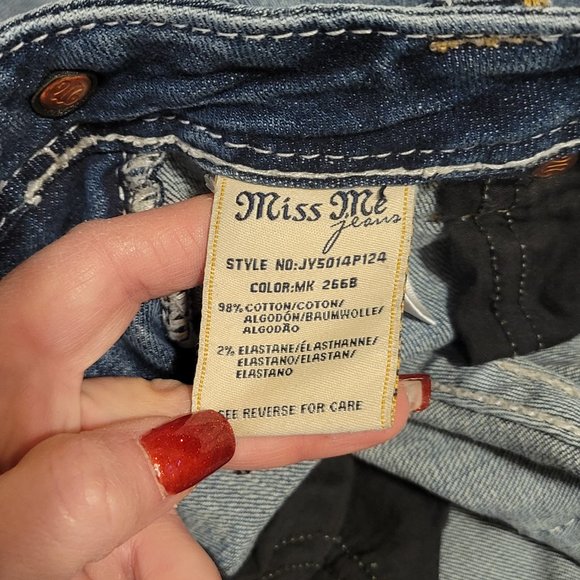 Miss Me
jeans
STYLE NO:JY5014P124
COLOR:MK 266B
98% COTTON/COTON/
ALGODÓN/BAUMWOLLE/
ALGODÃO
2% ELASTANE/ÉLASTHANNE/
ELASTANO/ELASTAN/
ELASTANO
SEE REVERSE FOR CARE